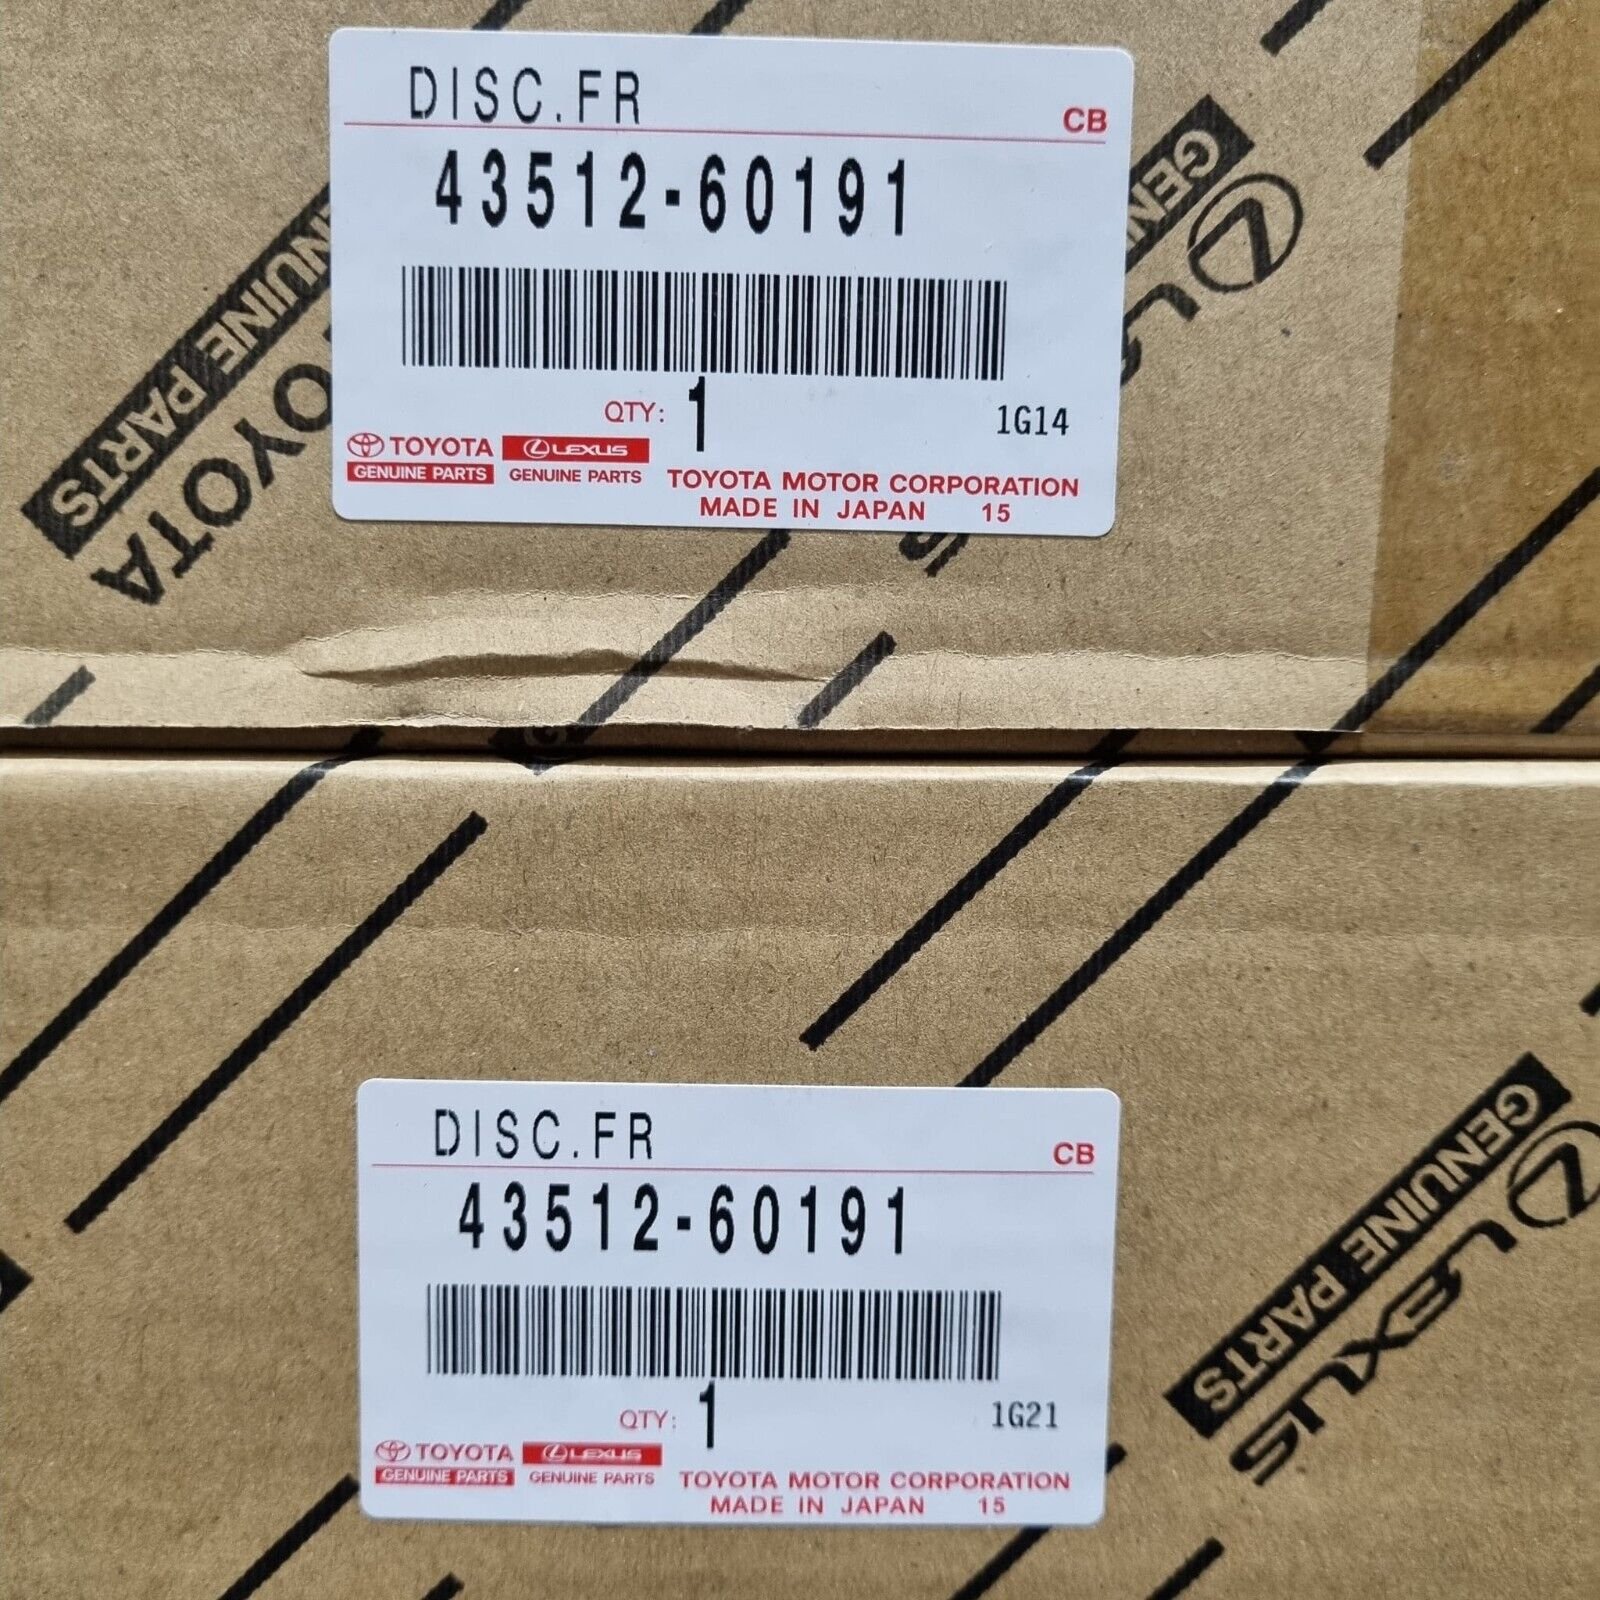 DISC.FR
CB
43512-60191
QTY: 1
1G14
TOYOTA
GENUINE PARTS
LEXUS
GENUINE PARTS
TOYOTA MOTOR CORPORATION
MADE IN JAPAN 15
GENUINE PARTS
TOYOTA
DISC.FR
CB
43512-60191
QTY: 1
1G21
TOYOTA
GENUINE PARTS
LEXUS
GENUINE PARTS
TOYOTA MOTOR CORPORATION
MADE IN JAPAN 15
GENUINE PARTS
LEXUS